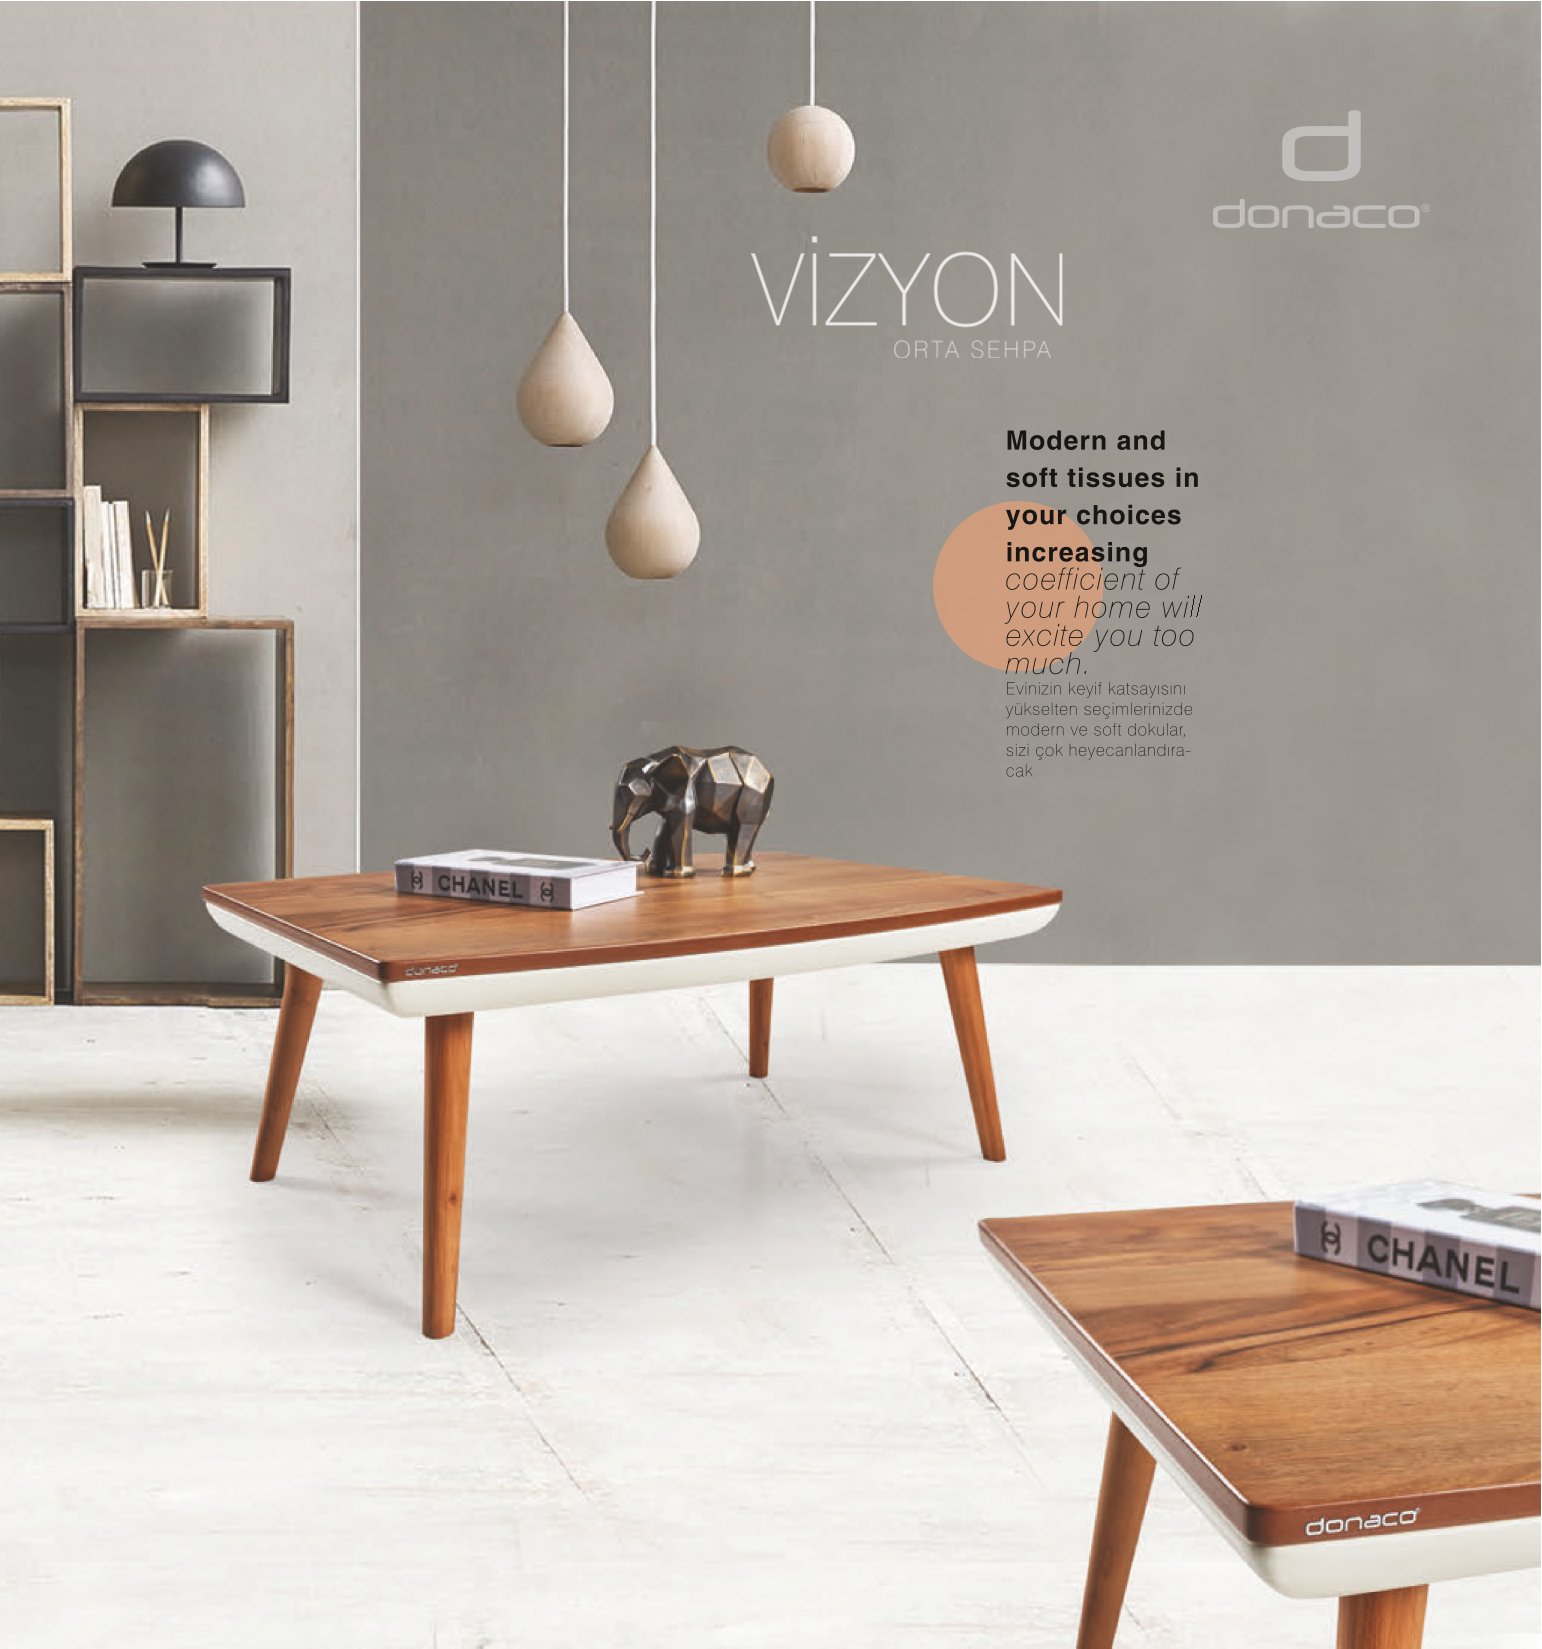 d
donaco®
VİZYON
ORTA SEHPA
Modern and
soft tissues in
your choices
increasing
coefficient of
your home will
excite you too
much.
Evinizin keyif katsayısını
yükselten seçimlerinizde
modern ve soft dokular,
sizi çok heyecanlandıra-
cak
CHANEL
donaco
CHANEL
donaco